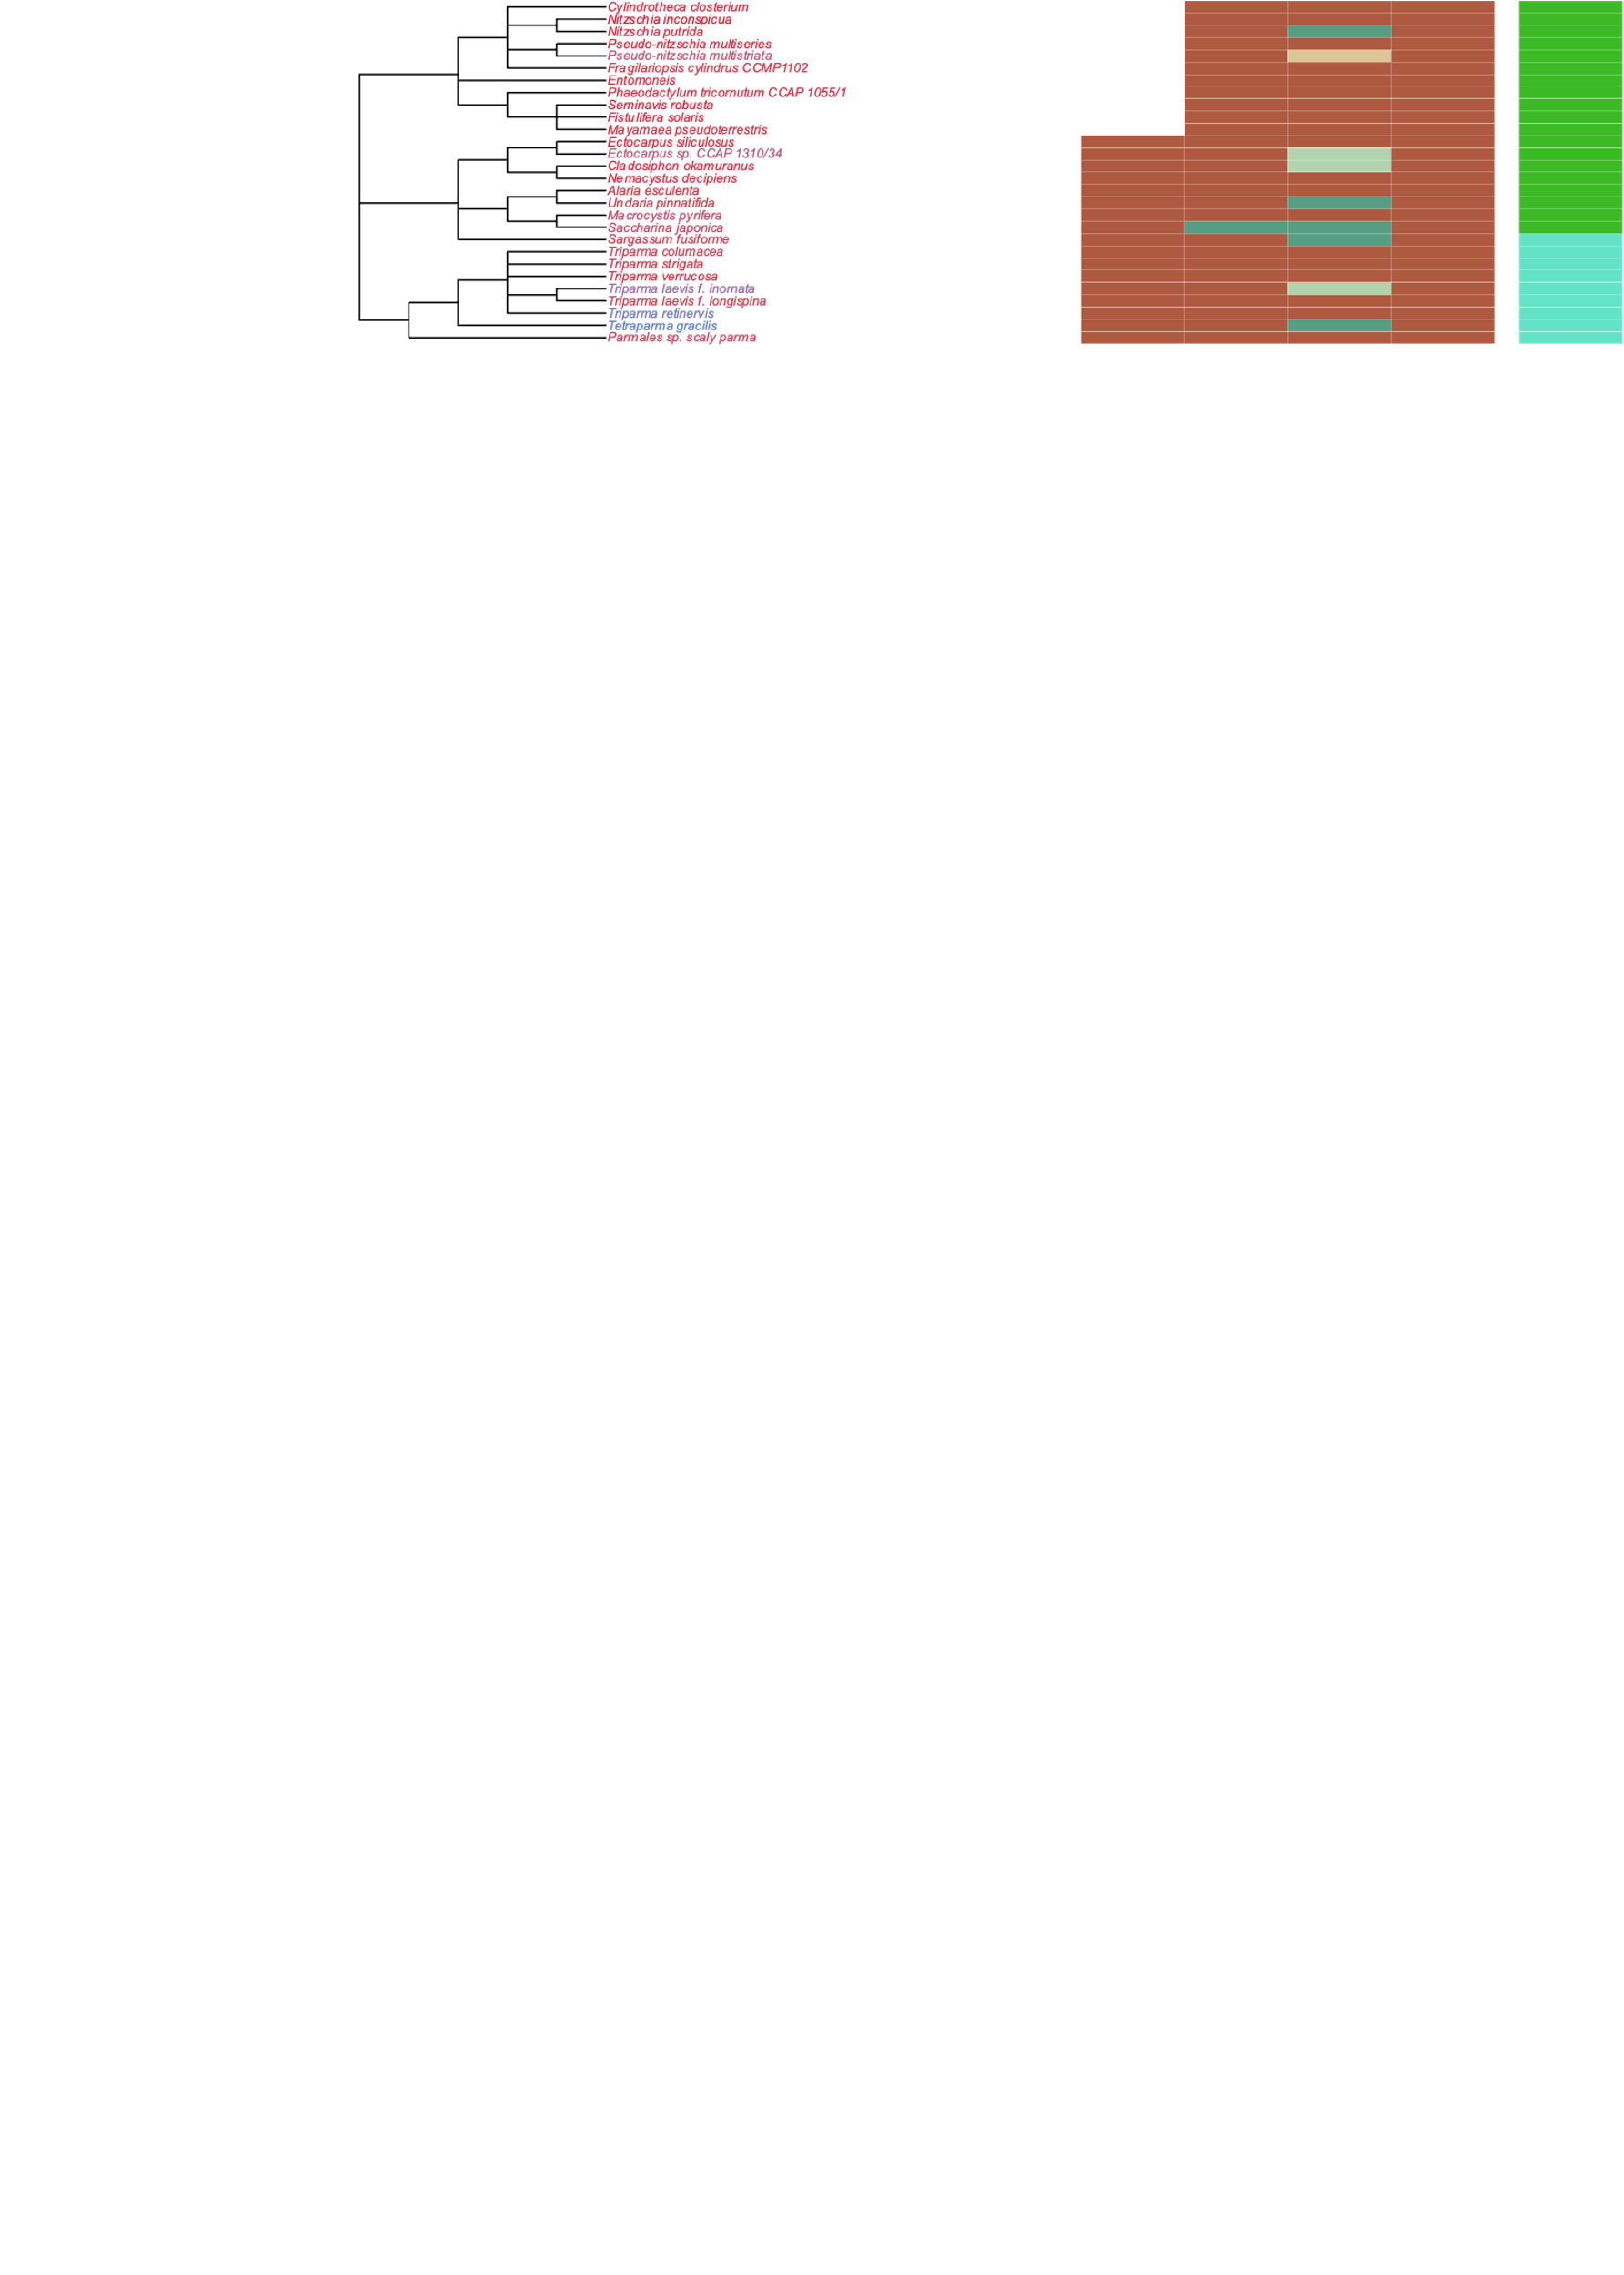 Cylindrotheca closterium
Nitzschia inconspicua
Nitzschia putrida
Pseudo-nitzschia multiseries
Pseudo-nitzschia multistriata
Fragilariopsis cylindrus CCMP1102
Entomoneis
Phaeodactylum tricornutum CCAP 1055/1
Seminavis robusta
Fistulifera solaris
Mayamaea pseudoterrestris
Ectocarpus siliculosus
Ectocarpus sp. CCAP 1310/34
Cladosiphon okamuranus
Nemacystus decipiens
Alaria esculenta
Undaria pinnatifida
Macrocystis pyrifera
Saccharina japonica
Sargassum fusiforme
Triparma columacea
Triparma strigata
Triparma verrucosa
Triparma laevis f. inornata
Triparma laevis f. longispina
Triparma retinervis
Tetraparma gracilis
Parmales sp. scaly parma